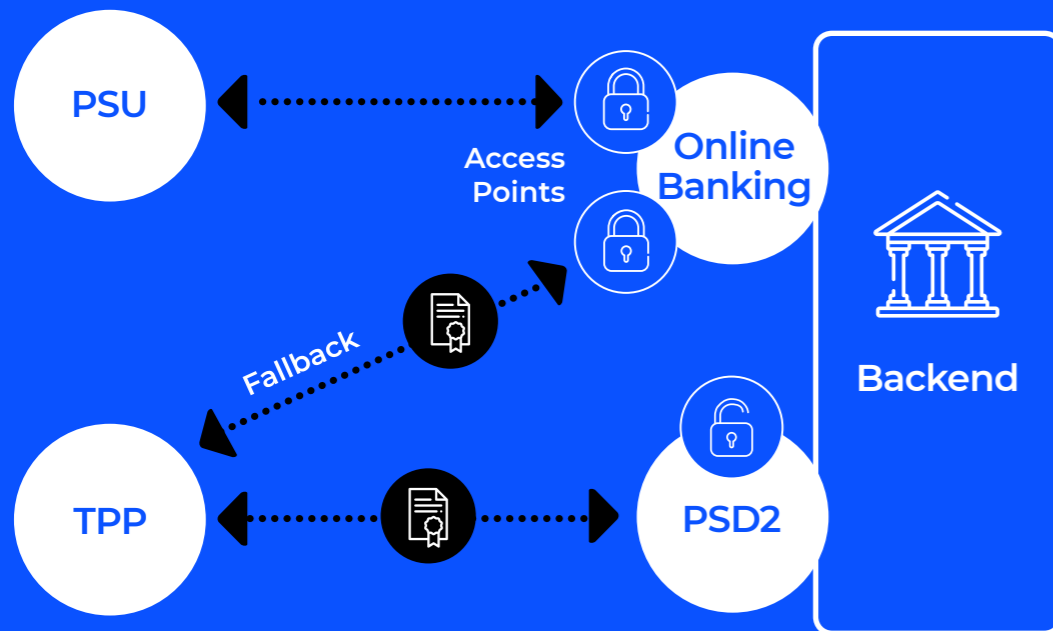 PSU
Access
Points
Online
Banking
Fallback
Backend
TPP
PSD2